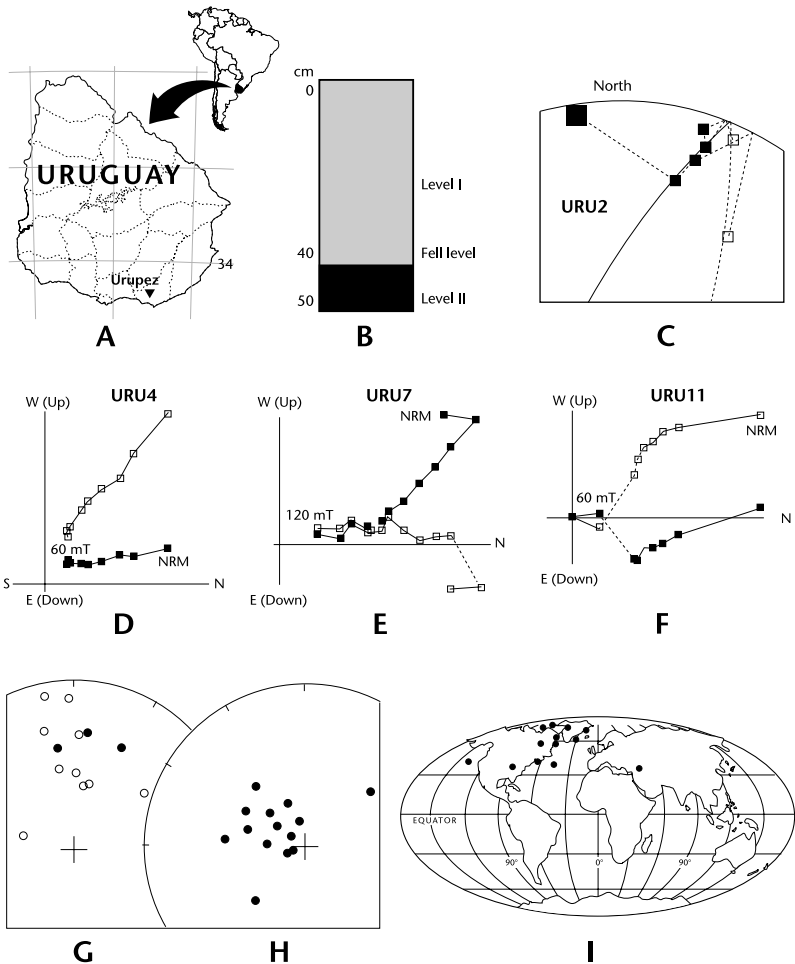 URUGUAY
34
Urupez
A
cm
0
40
50
Level I
Fell level
Level II
B
North
URU2
C
URU4
W (Up)
60 mT
NRM
S
N
E (Down)
D
URU7
W (Up)
NRM
120 mT
N
E (Down)
E
URU11
W (Up)
NRM
60 mT
N
E (Down)
F
G
H
EQUATOR
90°
0°
90°
I